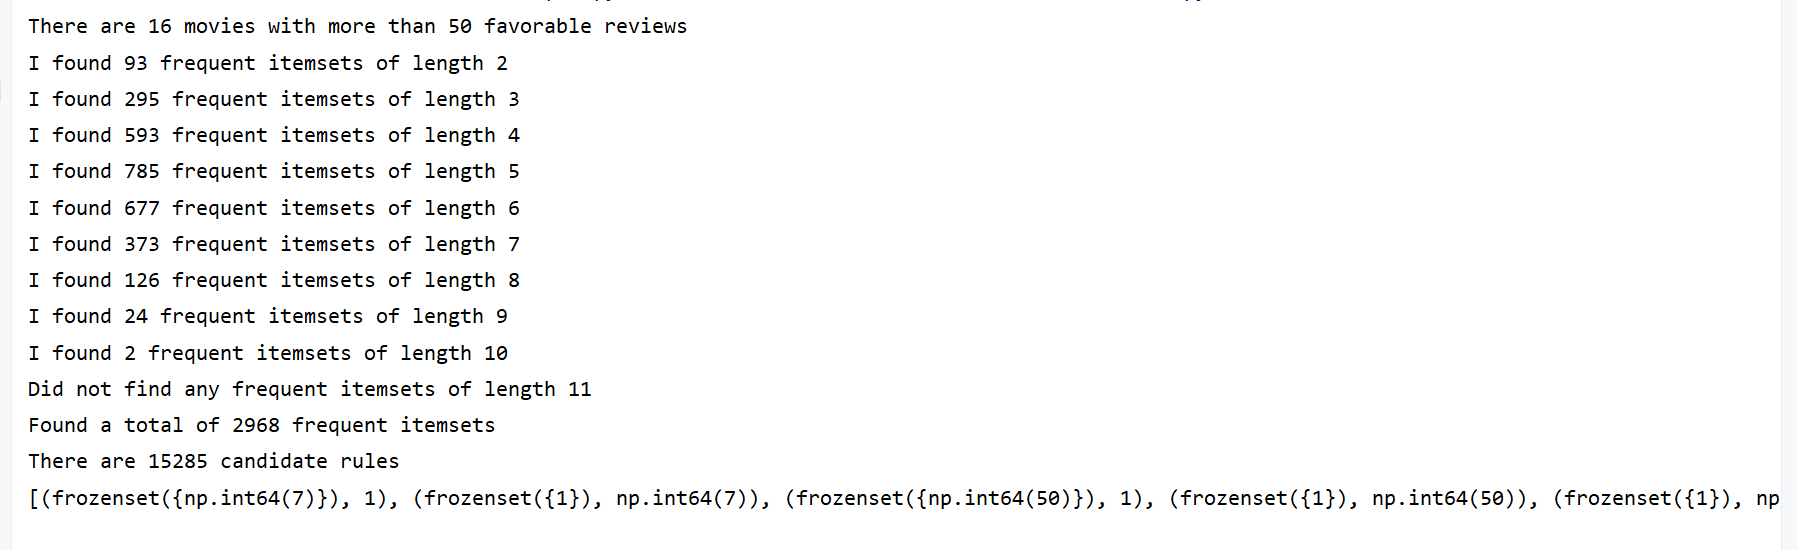 There are 16 movies with more than 50 favorable reviews
I found 93 frequent itemsets of length 2
I found 295 frequent itemsets of length 3
I found 593 frequent itemsets of length 4
I found 785 frequent itemsets of length 5
I found 677 frequent itemsets of length 6
I found 373 frequent itemsets of length 7
I found 126 frequent itemsets of length 8
I found 24 frequent itemsets of length 9
I found 2 frequent itemsets of length 10
Did not find any frequent itemsets of length 11
Found a total of 2968 frequent itemsets
There are 15285 candidate rules
[(frozenset({np.int64(7)}), 1), (frozenset({1}), np.int64(7)), (frozenset({np.int64(50)}), 1), (frozenset({1}), np.int64(50)), (frozenset({1}), np